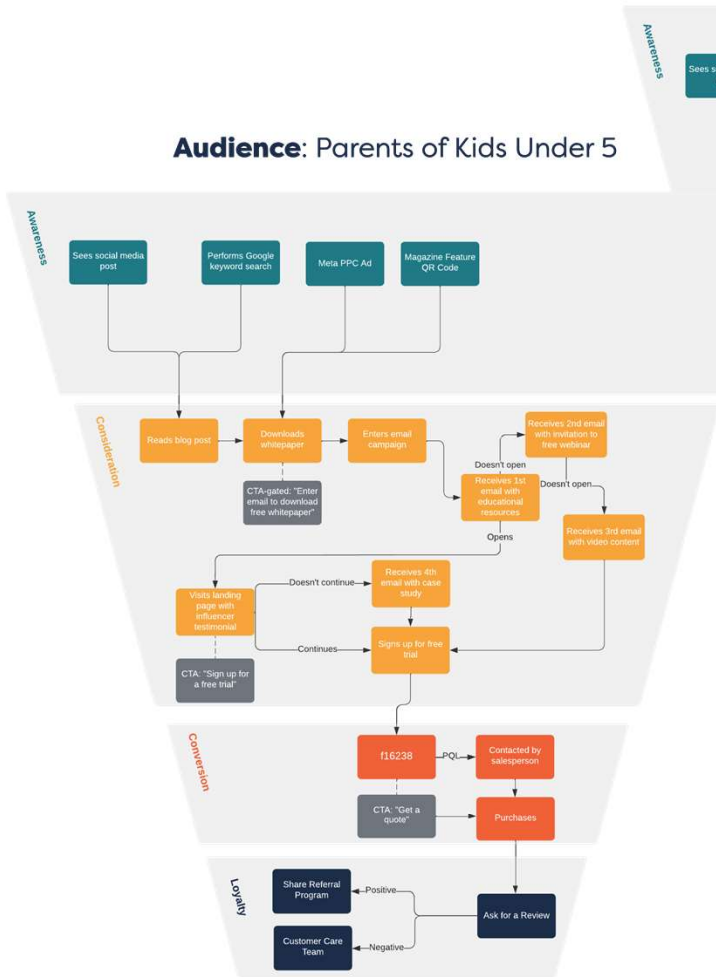 Awareness
Sees s
Audience: Parents of Kids Under 5
Awareness
Sees social media
post
Performs Google
keyword search
Meta PPC Ad
Magazine Feature
QR Code
Consideration
Reads blog post
Downloads
whitepaper
Enters email
campaign
Receives 2nd email
with invitation to
free webinar
Doesn't open
Doesn't open
CTA-gated: "Enter
email to download
free whitepaper"
Receives 1st
email with
educational
resources
Receives 3rd email
with video content
Opens
Visits landing
page with
influencer
testimonial
Doesn't continue
Receives 4th
email with case
study
Continues
Signs up for free
trial
CTA: "Sign up for
a free trial"
Conversion
f16238
PQL
Contacted by
salesperson
CTA: "Get a
quote"
Purchases
Loyalty
Share Referral
Program
Positive
Ask for a Review
Negative
Customer Care
Team